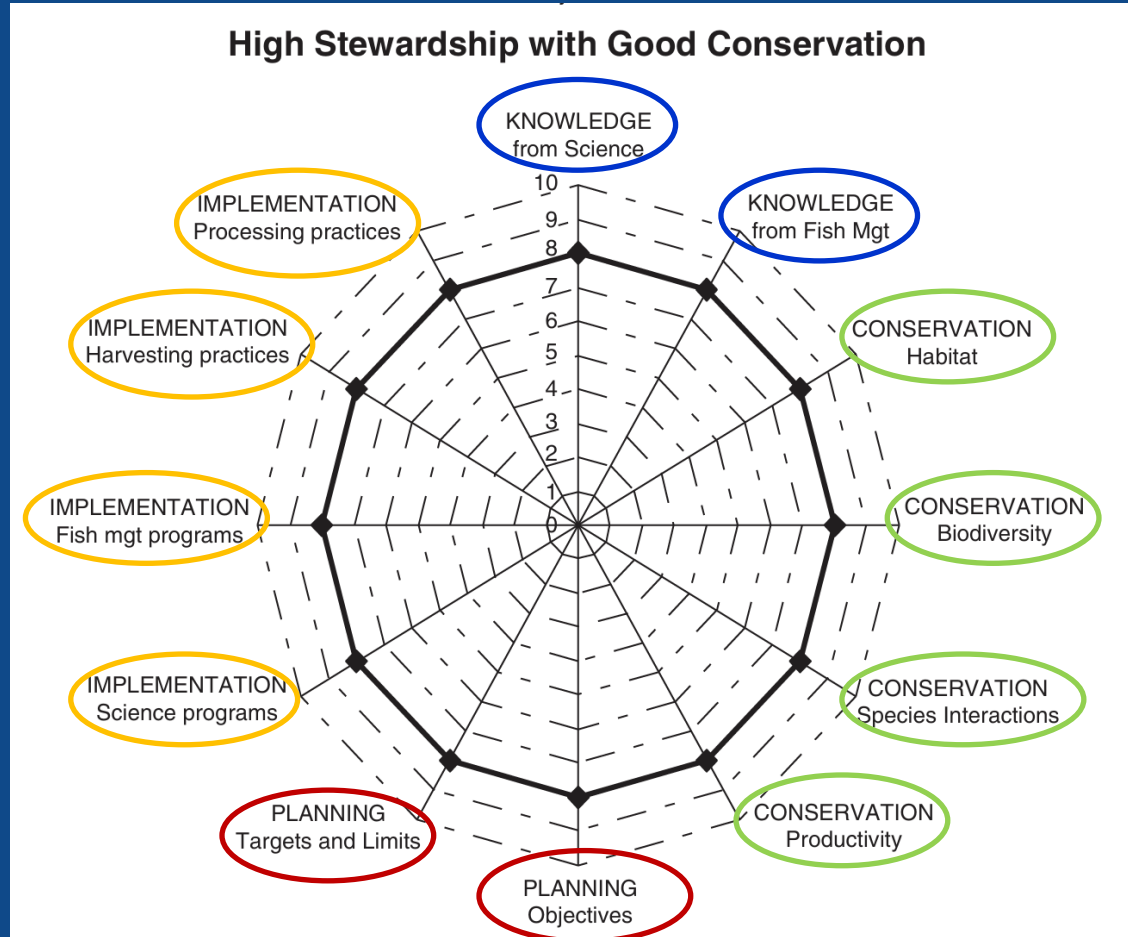 High Stewardship with Good Conservation
KNOWLEDGE
from Science
KNOWLEDGE
from Fish Mgt
CONSERVATION
Habitat
CONSERVATION
Biodiversity
CONSERVATION
Species Interactions
CONSERVATION
Productivity
PLANNING
Objectives
PLANNING
Targets and Limits
IMPLEMENTATION
Science programs
IMPLEMENTATION
Fish mgt programs
IMPLEMENTATION
Harvesting practices
IMPLEMENTATION
Processing practices
10
9
8
7
6
5
4
3
2
1
0